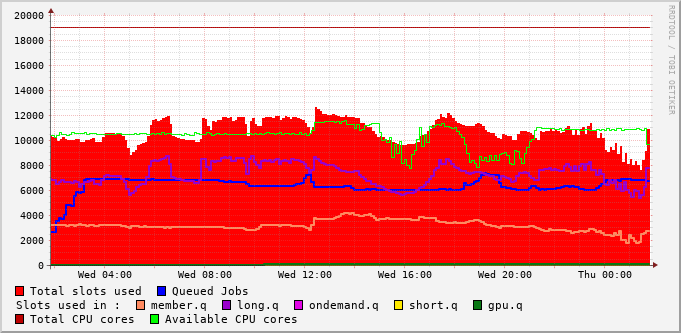 20000
18000
16000
14000
12000
10000
8000
6000
4000
2000
0
Wed 04:00 Wed 08:00 Wed 12:00 Wed 16:00 Wed 20:00 Thu 00:00
Total slots used Queued Jobs
Slots used in : member.q long.q ondemand.q short.q gpu.q
Total CPU cores Available CPU cores
RRDTOOL / TOBI OETIKER